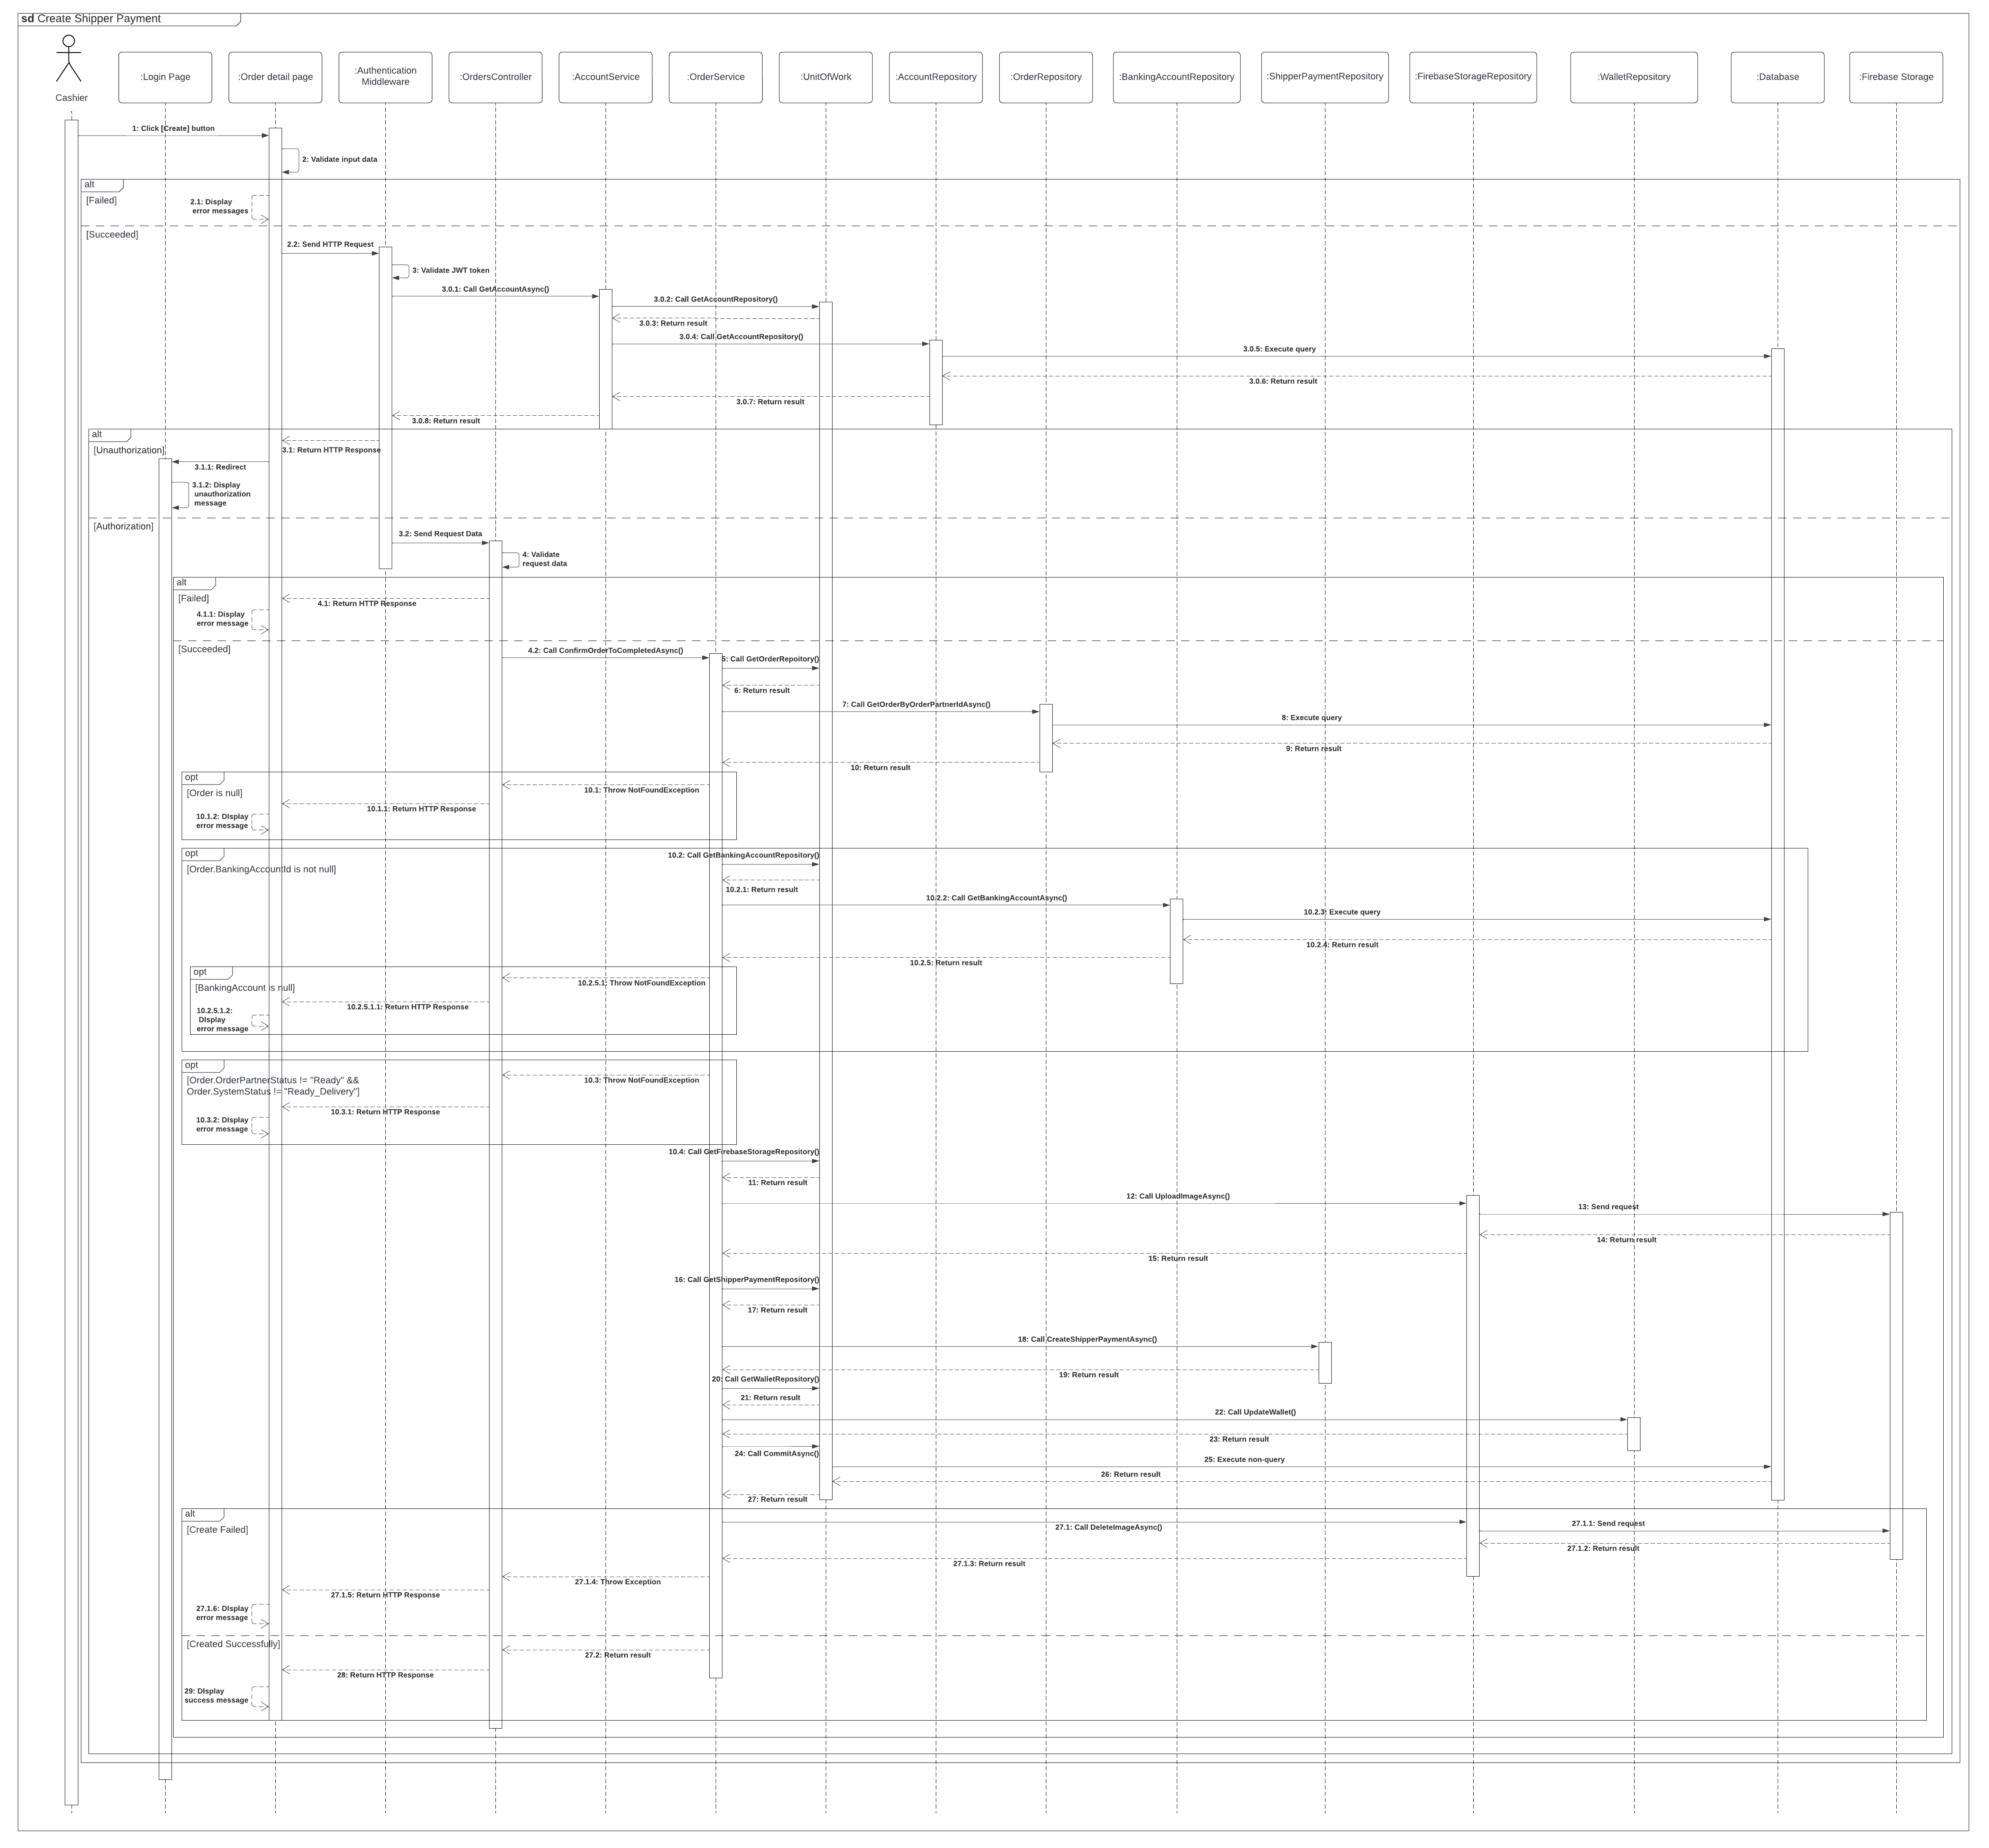 sd Create Shipper Payment
Cashier
:Login Page
:Order detail page
:Authentication
Middleware
:OrdersController
:AccountService
:OrderService
:UnitOfWork
:AccountRepository
:OrderRepository
:BankingAccountRepository
:ShipperPaymentRepository
:FirebaseStorageRepository
:WalletRepository
:Database
:Firebase Storage
1: Click [Create] button
2: Validate input data
alt
[Failed]
2.1: Display
error messages
[Succeeded]
2.2: Send HTTP Request
3: Validate JWT token
3.0.1: Call GetAccountAsync()
3.0.2: Call GetAccountRepository()
3.0.3: Return result
3.0.4: Call GetAccountRepository()
3.0.5: Execute query
3.0.6: Return result
3.0.7: Return result
3.0.8: Return result
alt
[Unauthorization]
3.1: Return HTTP Response
3.1.1: Redirect
3.1.2: Display
unauthorization
message
[Authorization]
3.2: Send Request Data
4: Validate
request data
alt
[Failed]
4.1: Return HTTP Response
4.1.1: Display
error message
[Succeeded]
4.2: Call ConfirmOrderToCompletedAsync()
5: Call GetOrderRepoitory()
6: Return result
7: Call GetOrderByOrderPartnerIdAsync()
8: Execute query
9: Return result
10: Return result
opt
[Order is null]
10.1: Throw NotFoundException
10.1.1: Return HTTP Response
10.1.2: DIsplay
error message
opt
[Order.BankingAccountId is not null]
10.2: Call GetBankingAccountRepository()
10.2.1: Return result
10.2.2: Call GetBankingAccountAsync()
10.2.3: Execute query
10.2.4: Return result
10.2.5: Return result
opt
[BankingAccount is null]
10.2.5.1: Throw NotFoundException
10.2.5.1.1: Return HTTP Response
10.2.5.1.2:
DIsplay
error message
opt
[Order.OrderPartnerStatus != "Ready" &&
Order.SystemStatus != "Ready_Delivery"]
10.3: Throw NotFoundException
10.3.1: Return HTTP Response
10.3.2: DIsplay
error message
10.4: Call GetFirebaseStorageRepository()
11: Return result
12: Call UploadImageAsync()
13: Send request
14: Return result
15: Return result
16: Call GetShipperPaymentRepository()
17: Return result
18: Call CreateShipperPaymentAsync()
19: Return result
20: Call GetWalletRepository()
21: Return result
22: Call UpdateWallet()
23: Return result
24: Call CommitAsync()
25: Execute non-query
26: Return result
27: Return result
alt
[Create Failed]
27.1: Call DeleteImageAsync()
27.1.1: Send request
27.1.2: Return result
27.1.3: Return result
27.1.4: Throw Exception
27.1.5: Return HTTP Response
27.1.6: DIsplay
error message
[Created Successfully]
27.2: Return result
28: Return HTTP Response
29: DIsplay
success message